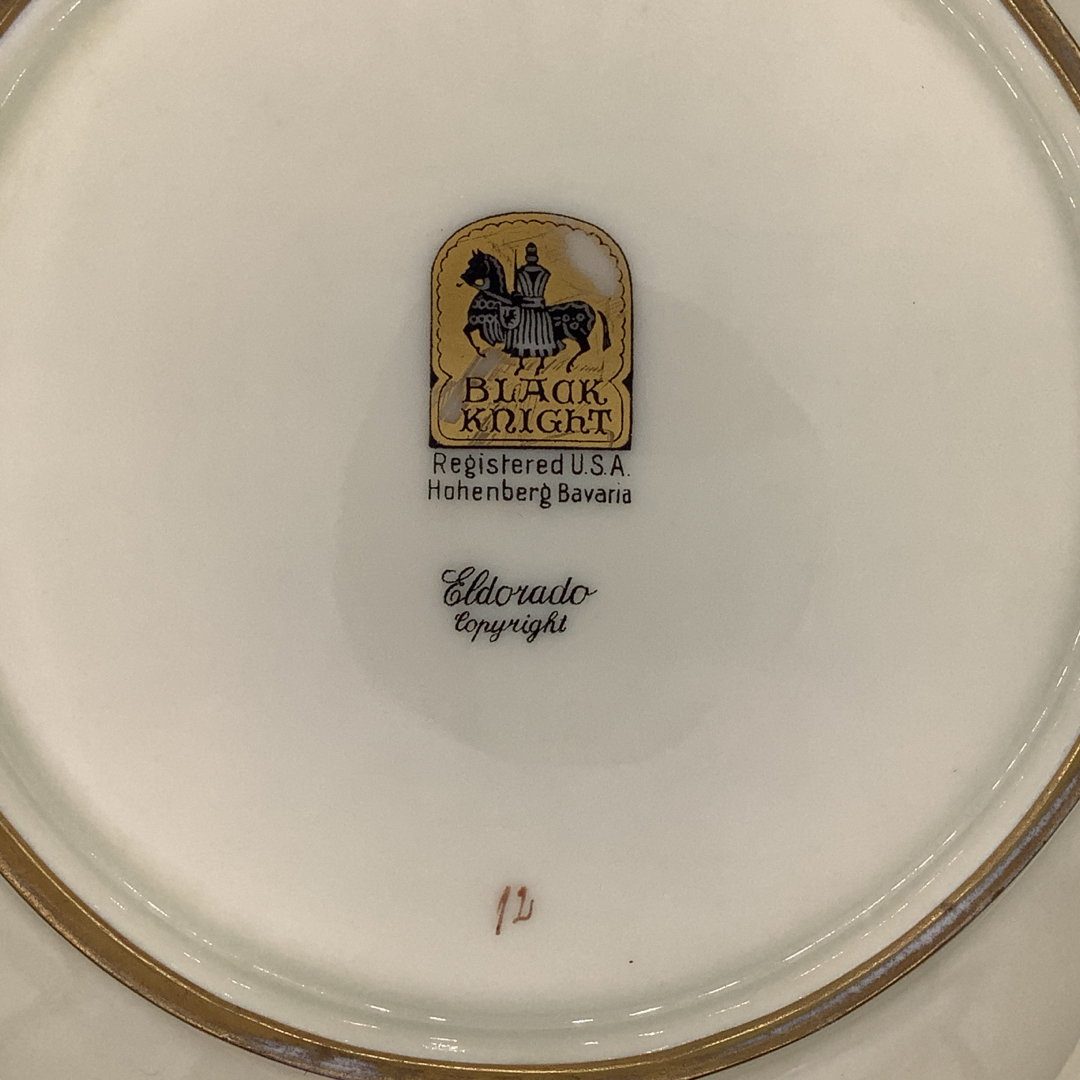 BLACK
KNIGHT
Registered U.S.A.
Hohenberg Bavaria
Eldorado
Copyright
12